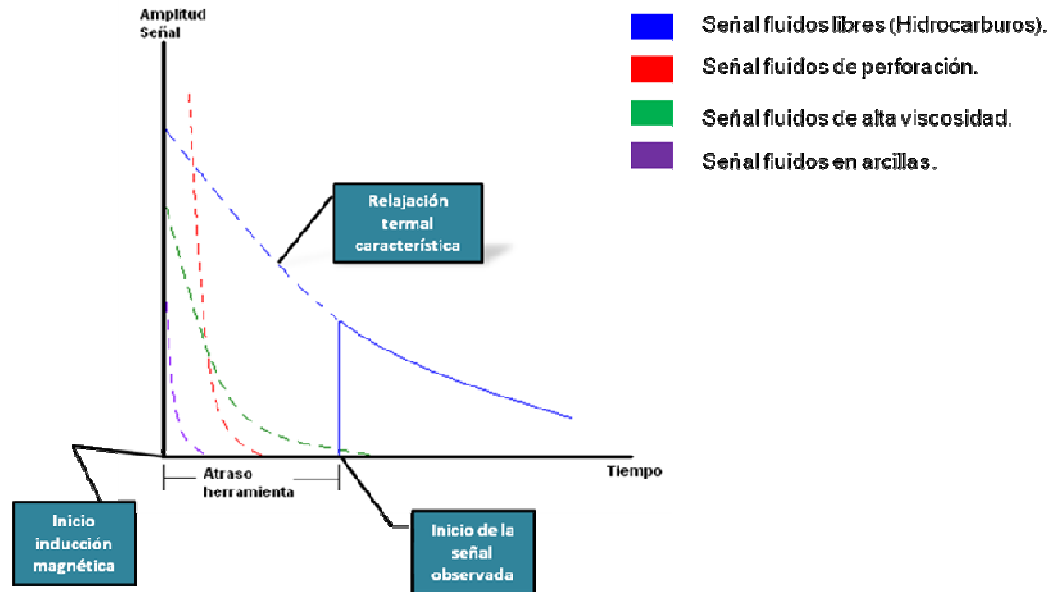 Amplitud
Señal
Señal fluidos libres (Hidrocarburos).
Señal fluidos de perforación.
Señal fluidos de alta viscosidad.
Señal fluidos en arcillas.
Relajación
termal
característica
Atraso
herramienta
Tiempo
Inicio
inducción
magnética
Inicio de la
señal
observada